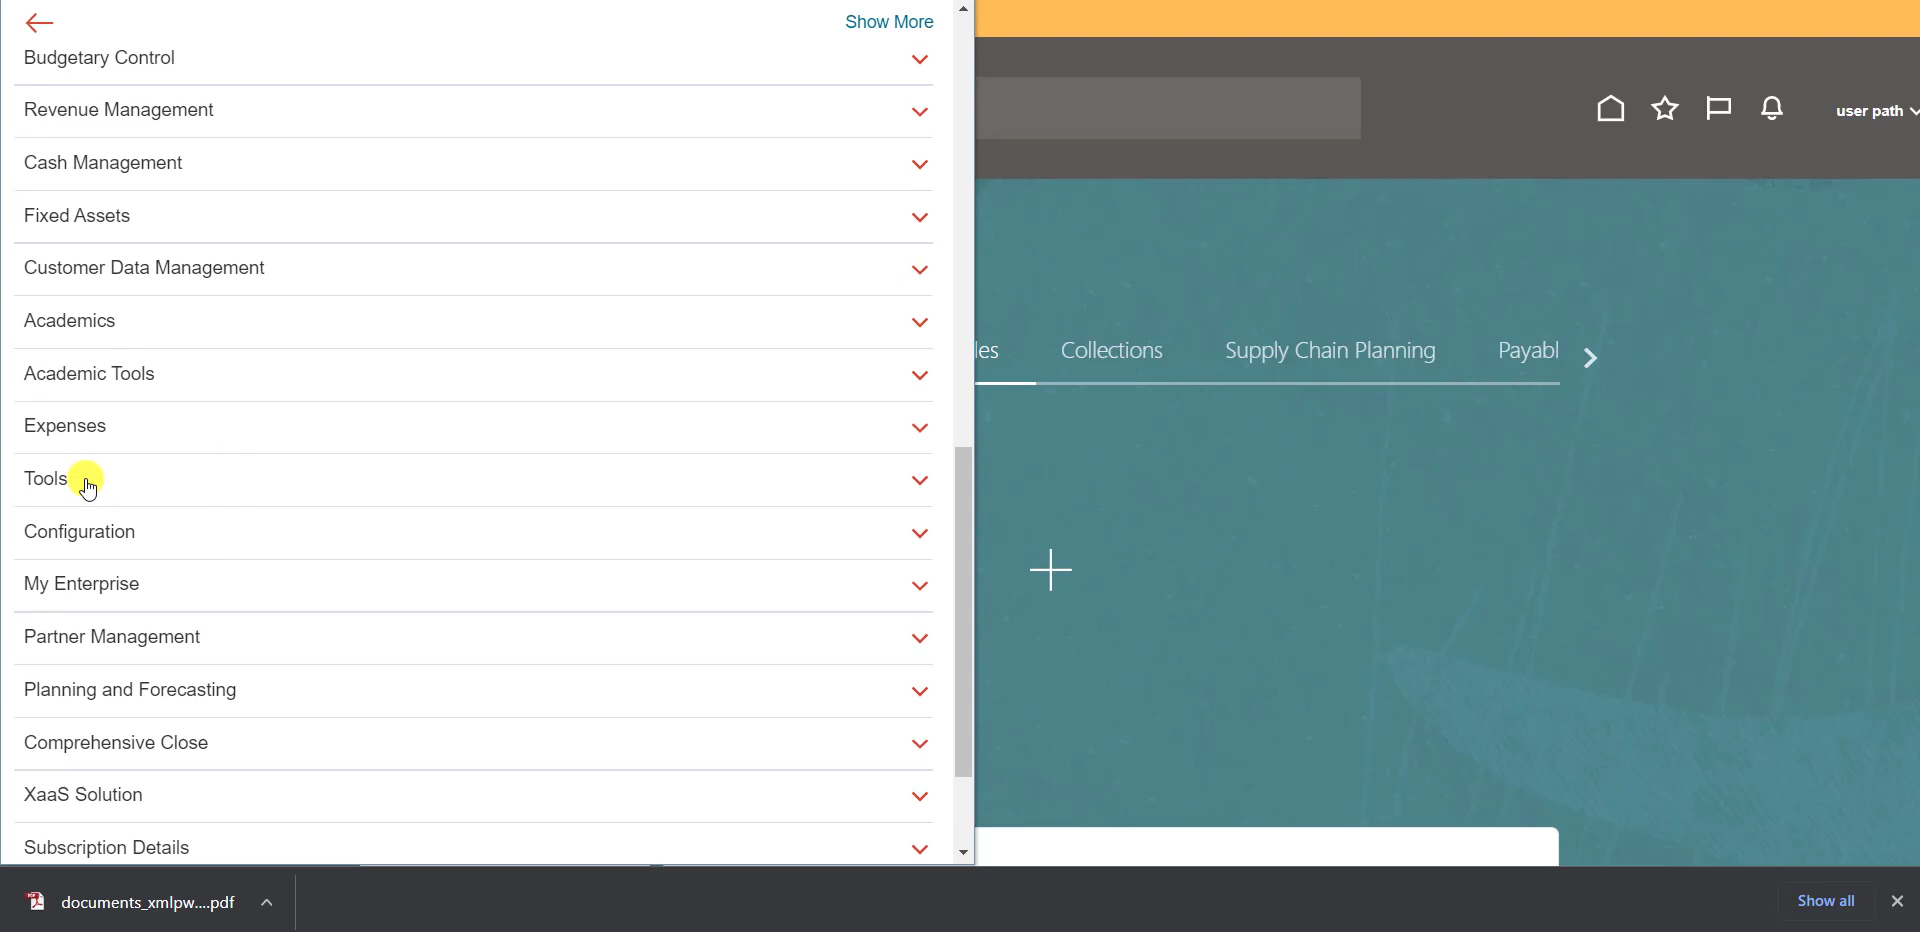 Show More
Budgetary Control
Revenue Management
Cash Management
Fixed Assets
Customer Data Management
Academics
Academic Tools
Expenses
Tools
Configuration
My Enterprise
Partner Management
Planning and Forecasting
Comprehensive Close
XaaS Solution
Subscription Details
user path
les Collections Supply Chain Planning Payabl
documents_xmlpw....pdf
Show all